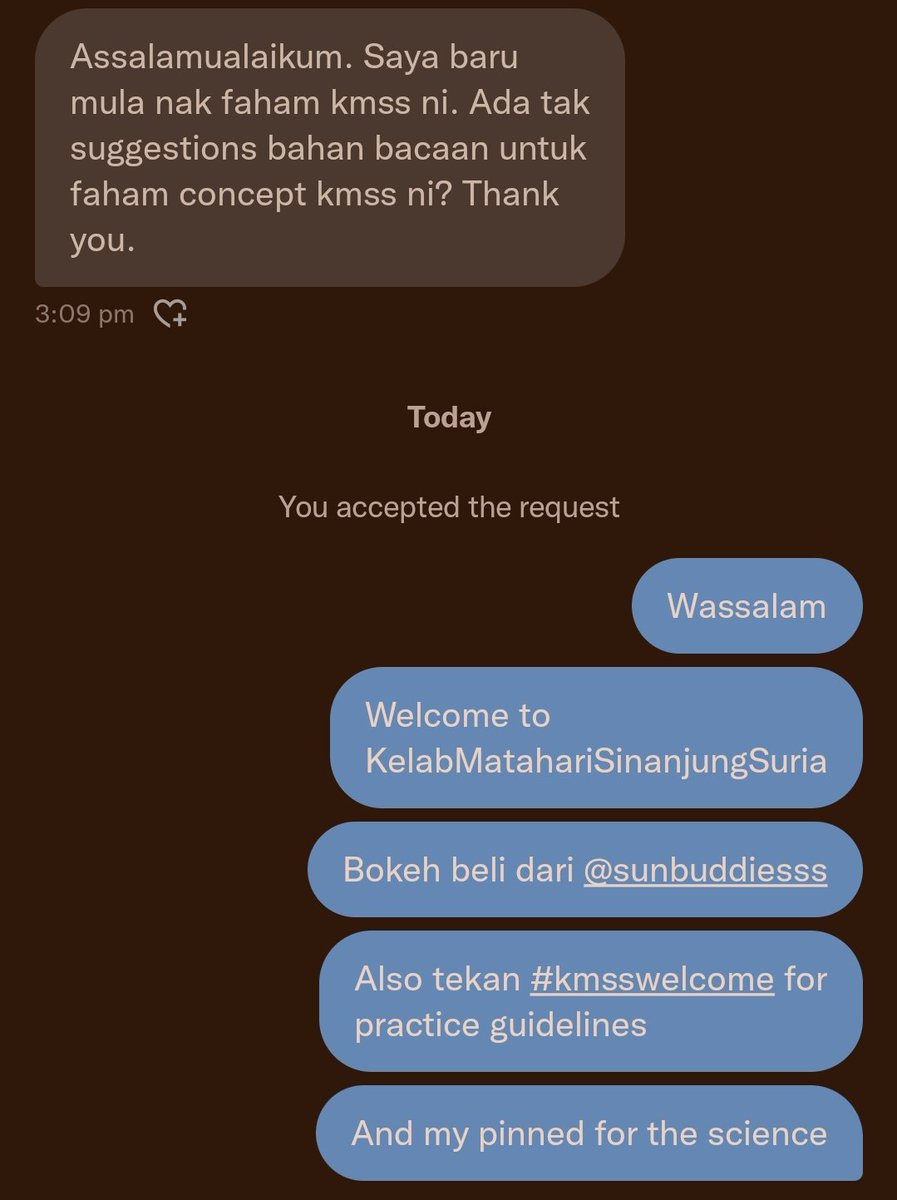 Assalamualaikum. Saya baru
mula nak faham kmss ni. Ada tak
suggestions bahan bacaan untuk
faham concept kmss ni? Thank
you.
3:09 pm
Today
You accepted the request
Wassalam
Welcome to
KelabMatahariSinanjungSuria
Bokeh beli dari @sunbuddiesss
Also tekan #kmsswelcome for
practice guidelines
And my pinned for the science